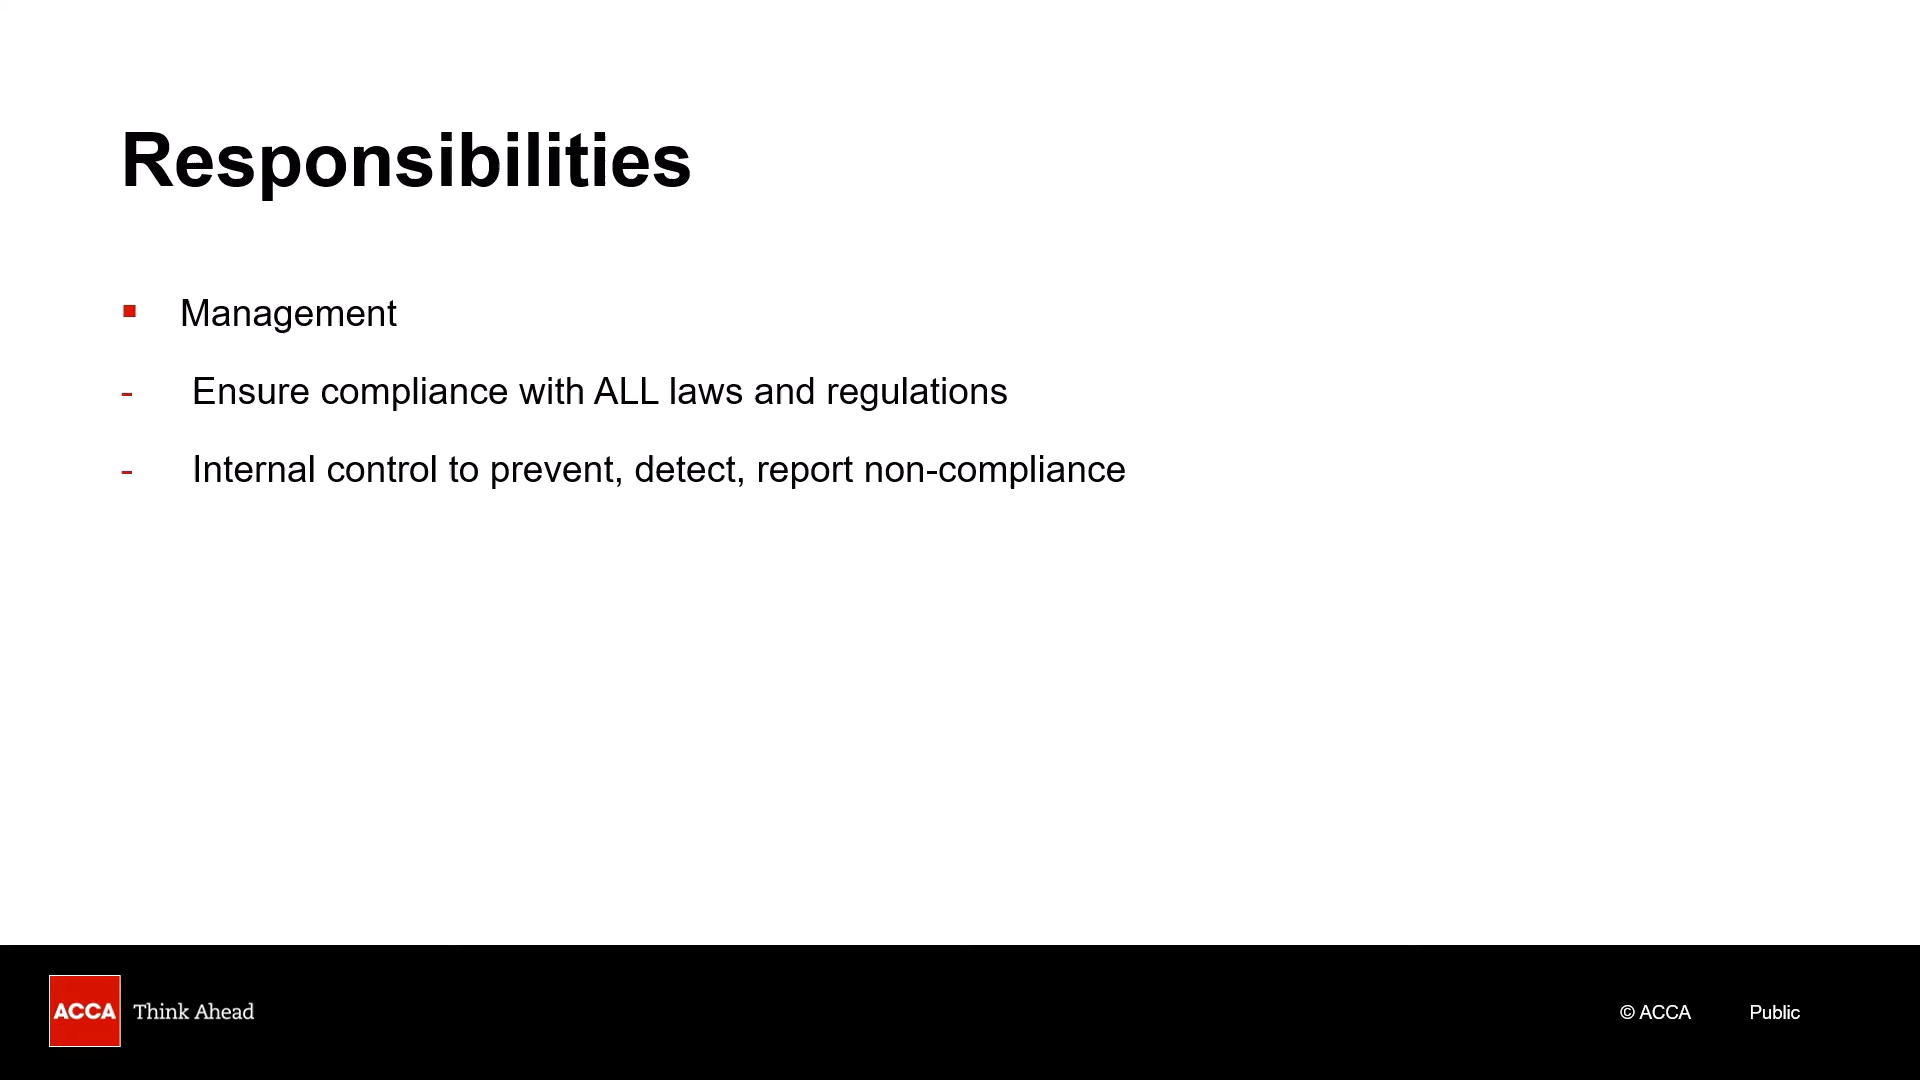 Responsibilities
▪ Management
- Ensure compliance with ALL laws and regulations
- Internal control to prevent, detect, report non-compliance
ACCA Think Ahead
© ACCA Public